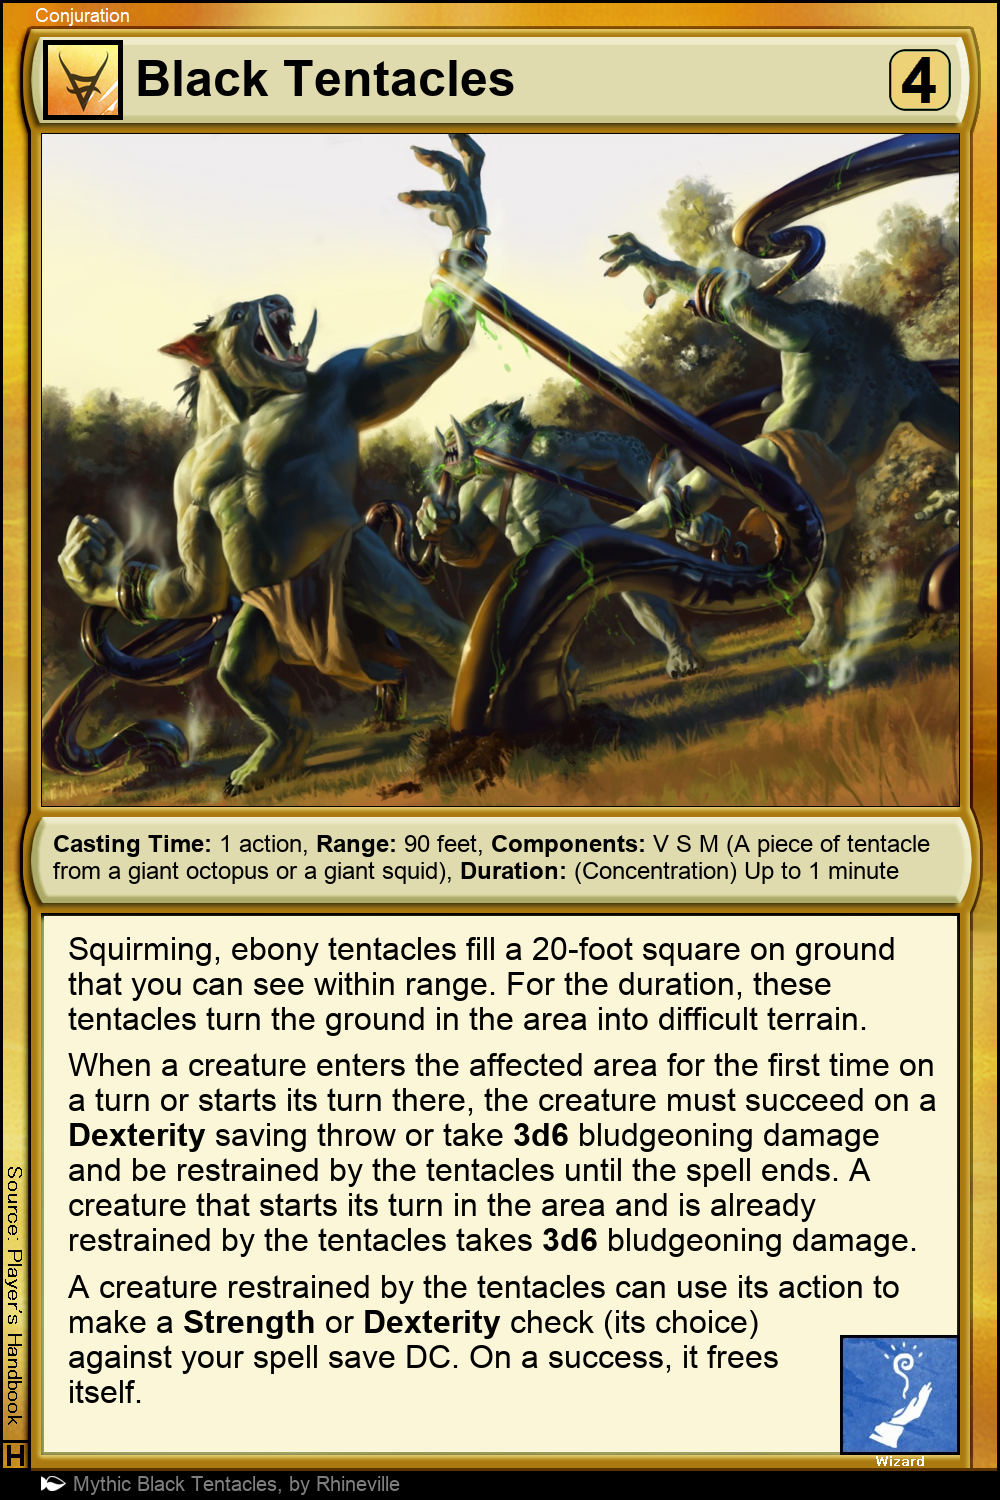 Conjuration
Black Tentacles
4
Casting Time: 1 action, Range: 90 feet, Components: V S M (A piece of tentacle
from a giant octopus or a giant squid), Duration: (Concentration) Up to 1 minute
Squirming, ebony tentacles fill a 20-foot square on ground
that you can see within range. For the duration, these
tentacles turn the ground in the area into difficult terrain.
When a creature enters the affected area for the first time on
a turn or starts its turn there, the creature must succeed on a
Dexterity saving throw or take 3d6 bludgeoning damage
and be restrained by the tentacles until the spell ends. A
creature that starts its turn in the area and is already
restrained by the tentacles takes 3d6 bludgeoning damage.
A creature restrained by the tentacles can use its action to
make a Strength or Dexterity check (its choice)
against your spell save DC. On a success, it frees
itself.
Wizard
Source: Player's Handbook
H
Mythic Black Tentacles, by Rhineville